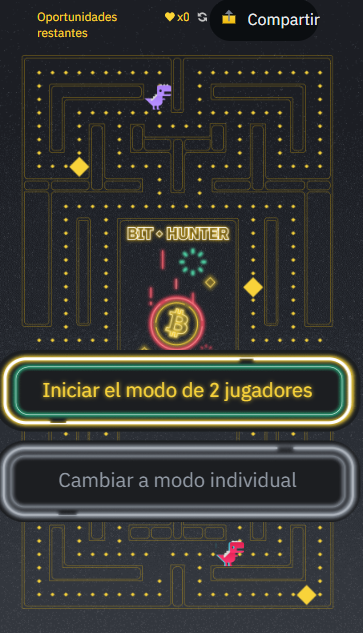 Oportunidades
restantes
x0
Compartir
BIT HUNTER
Iniciar el modo de 2 jugadores
Cambiar a modo individual